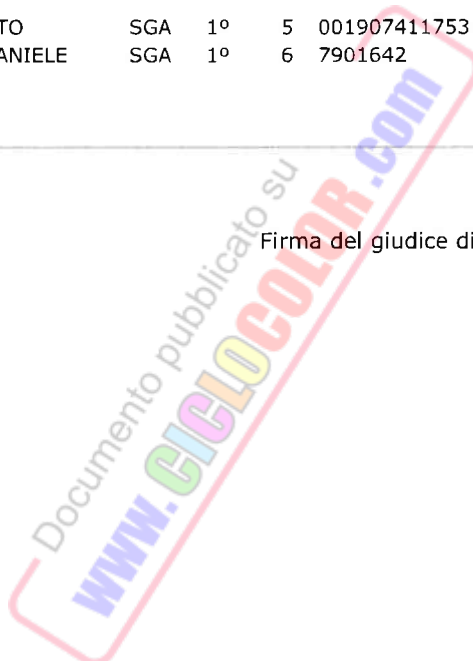 TO SGA 1º 5 001907411753
ANIELE SGA 1º 6 7901642
Firma del giudice di
Documento pubblicato su
www.CICLOCOLOR.com